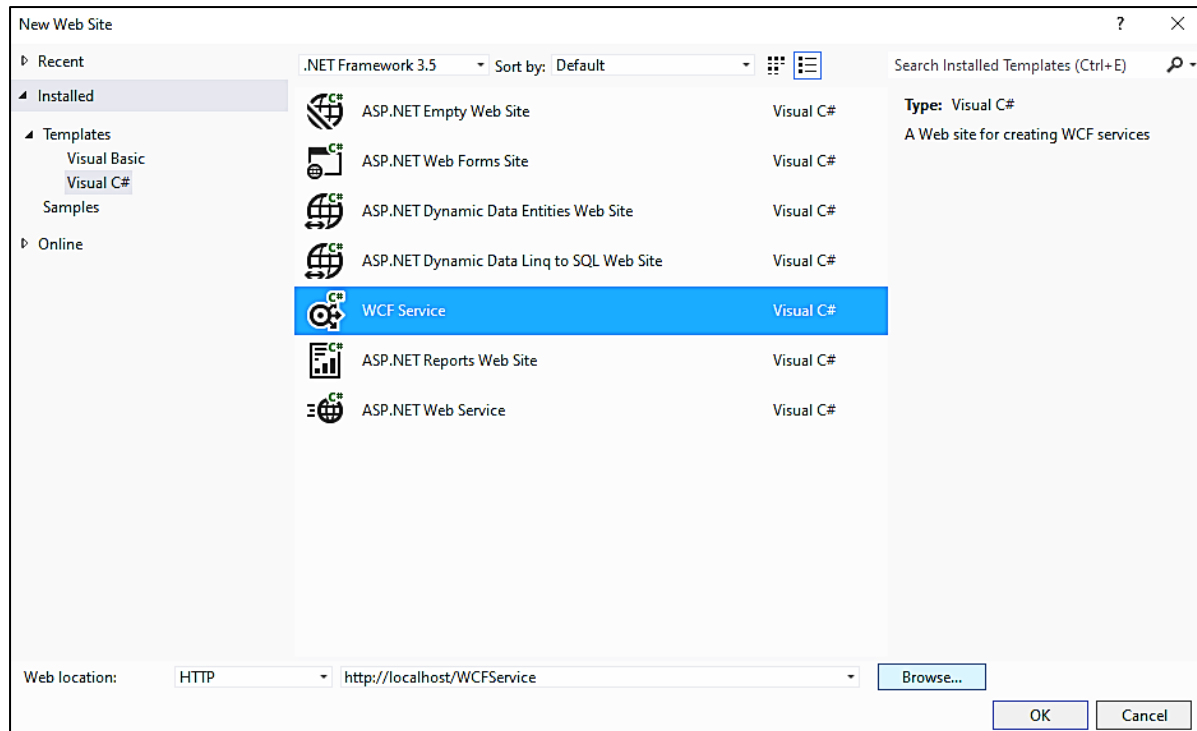 New Web Site
?
Recent
Installed
Templates
Visual Basic
Visual C#
Samples
Online
.NET Framework 3.5 Sort by: Default
Search Installed Templates (Ctrl+E)
C# ASP.NET Empty Web Site Visual C#
C# ASP.NET Web Forms Site Visual C#
C# ASP.NET Dynamic Data Entities Web Site Visual C#
C# ASP.NET Dynamic Data Linq to SQL Web Site Visual C#
C# WCF Service Visual C#
C# ASP.NET Reports Web Site Visual C#
C# ASP.NET Web Service Visual C#
Type: Visual C#
A Web site for creating WCF services
Web location: HTTP http://localhost/WCFService Browse...
OK Cancel